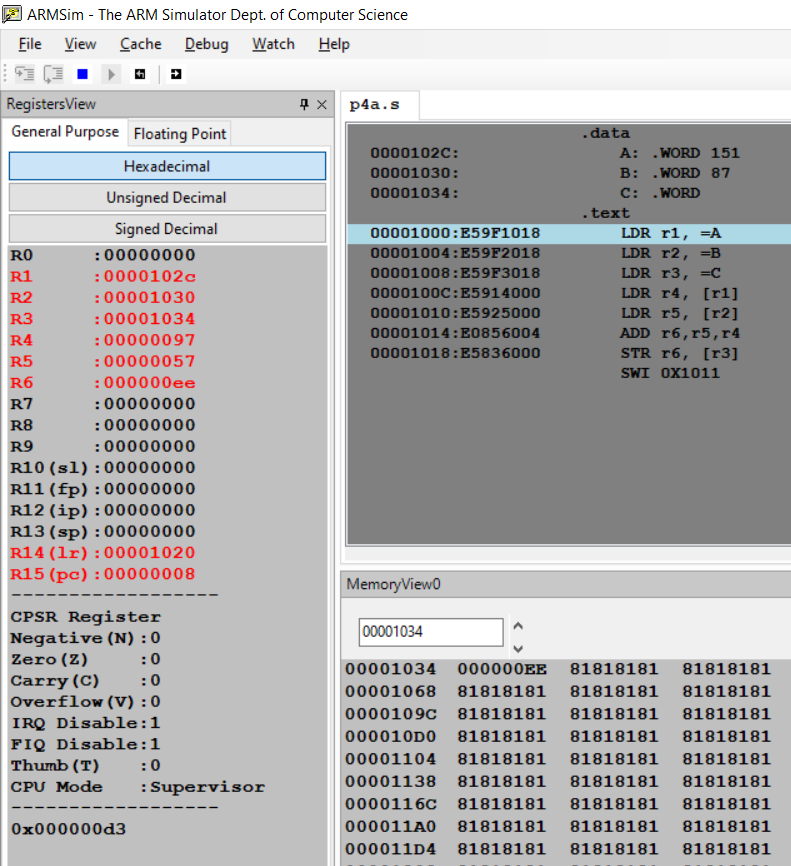 ARMSim - The ARM Simulator Dept. of Computer Science
File View Cache Debug Watch Help
RegistersView
General Purpose Floating Point
Hexadecimal
Unsigned Decimal
Signed Decimal
R0 :00000000
R1 :0000102c
R2 :00001030
R3 :00001034
R4 :00000097
R5 :00000057
R6 :000000ee
R7 :00000000
R8 :00000000
R9 :00000000
R10(sl):00000000
R11(fp):00000000
R12(ip):00000000
R13(sp):00000000
R14(lr):00001020
R15(pc):00000008
-------------------
CPSR Register
Negative(N):0
Zero(Z) :0
Carry(C) :0
Overflow(V):0
IRQ Disable:1
FIQ Disable:1
Thumb(T) :0
CPU Mode :Supervisor
-------------------
0x000000d3
p4a.s
.data
0000102C: A: .WORD 151
00001030: B: .WORD 87
00001034: C: .WORD
.text
00001000:E59F1018 LDR r1, =A
00001004:E59F2018 LDR r2, =B
00001008:E59F3018 LDR r3, =C
0000100C:E5914000 LDR r4, [r1]
00001010:E5925000 LDR r5, [r2]
00001014:E0856004 ADD r6,r5,r4
00001018:E5836000 STR r6, [r3]
SWI 0X1011
MemoryView0
00001034
00001034 000000EE 81818181 81818181
00001068 81818181 81818181 81818181
0000109C 81818181 81818181 81818181
000010D0 81818181 81818181 81818181
00001104 81818181 81818181 81818181
00001138 81818181 81818181 81818181
0000116C 81818181 81818181 81818181
000011A0 81818181 81818181 81818181
000011D4 81818181 81818181 81818181